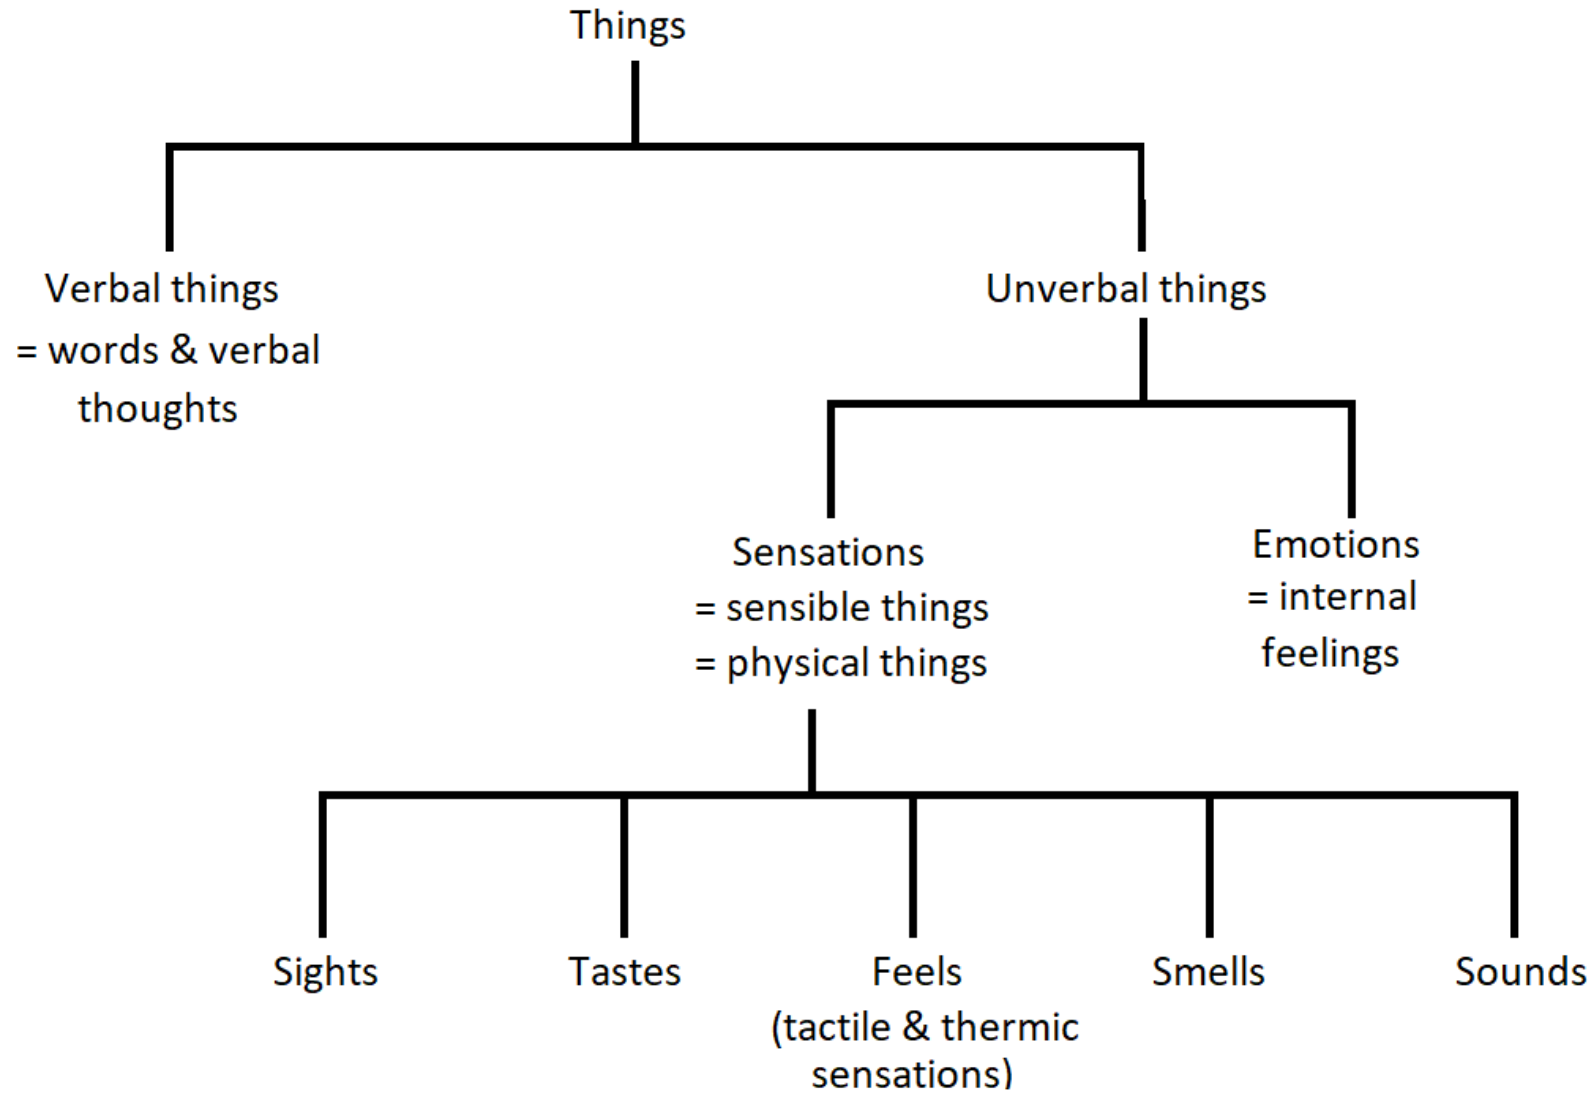 Things
Verbal things
= words & verbal
thoughts
Unverbal things
Sensations
= sensible things
= physical things
Emotions
= internal
feelings
Sights
Tastes
Feels
(tactile & thermic
sensations)
Smells
Sounds